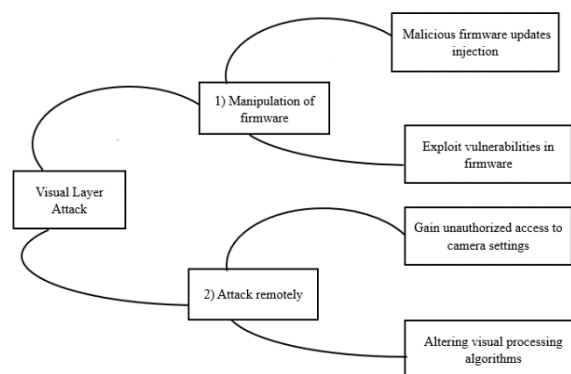 Malicious firmware updates
injection
1) Manipulation of
firmware
Exploit vulnerabilities in
firmware
Visual Layer
Attack
Gain unauthorized access to
camera settings
2) Attack remotely
Altering visual processing
algorithms